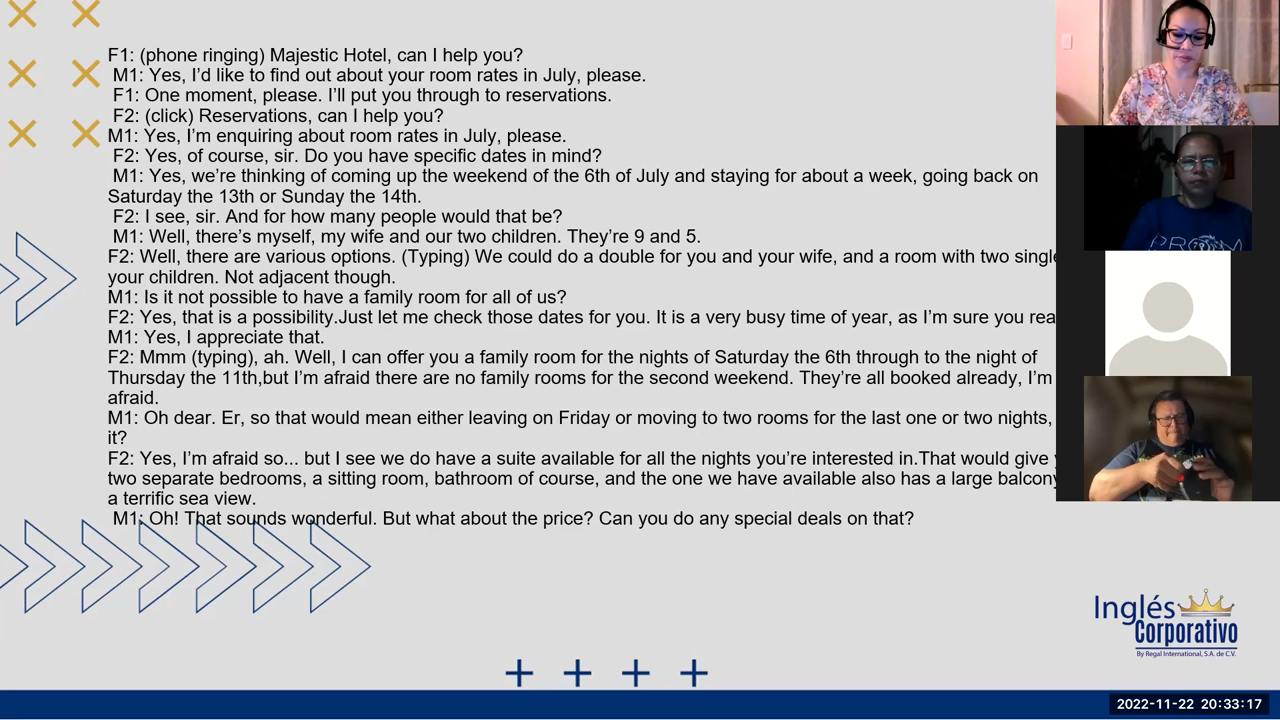 F1: (phone ringing) Majestic Hotel, can I help you?
M1: Yes, I’d like to find out about your room rates in July, please.
F1: One moment, please. I’ll put you through to reservations.
F2: (click) Reservations, can I help you?
M1: Yes, I’m enquiring about room rates in July, please.
F2: Yes, of course, sir. Do you have specific dates in mind?
M1: Yes, we’re thinking of coming up the weekend of the 6th of July and staying for about a week, going back on
Saturday the 13th or Sunday the 14th.
F2: I see, sir. And for how many people would that be?
M1: Well, there’s myself, my wife and our two children. They’re 9 and 5.
F2: Well, there are various options. (Typing) We could do a double for you and your wife, and a room with two
your children. Not adjacent though.
M1: Is it not possible to have a family room for all of us?
F2: Yes, that is a possibility.Just let me check those dates for you. It is a very busy time of year, as I’m sure you
M1: Yes, I appreciate that.
F2: Mmm (typing), ah. Well, I can offer you a family room for the nights of Saturday the 6th through to the night of
Thursday the 11th,but I’m afraid there are no family rooms for the second weekend. They’re all booked already, I’m
afraid.
M1: Oh dear. Er, so that would mean either leaving on Friday or moving to two rooms for the last one or two nights,
it?
F2: Yes, I’m afraid so... but I see we do have a suite available for all the nights you’re interested in.That would give
two separate bedrooms, a sitting room, bathroom of course, and the one we have available also has a large balcony
a terrific sea view.
M1: Oh! That sounds wonderful. But what about the price? Can you do any special deals on that?
Inglés
Corporativo
By Regal International, S.A. de C.V.
2022-11-22 20:33:17